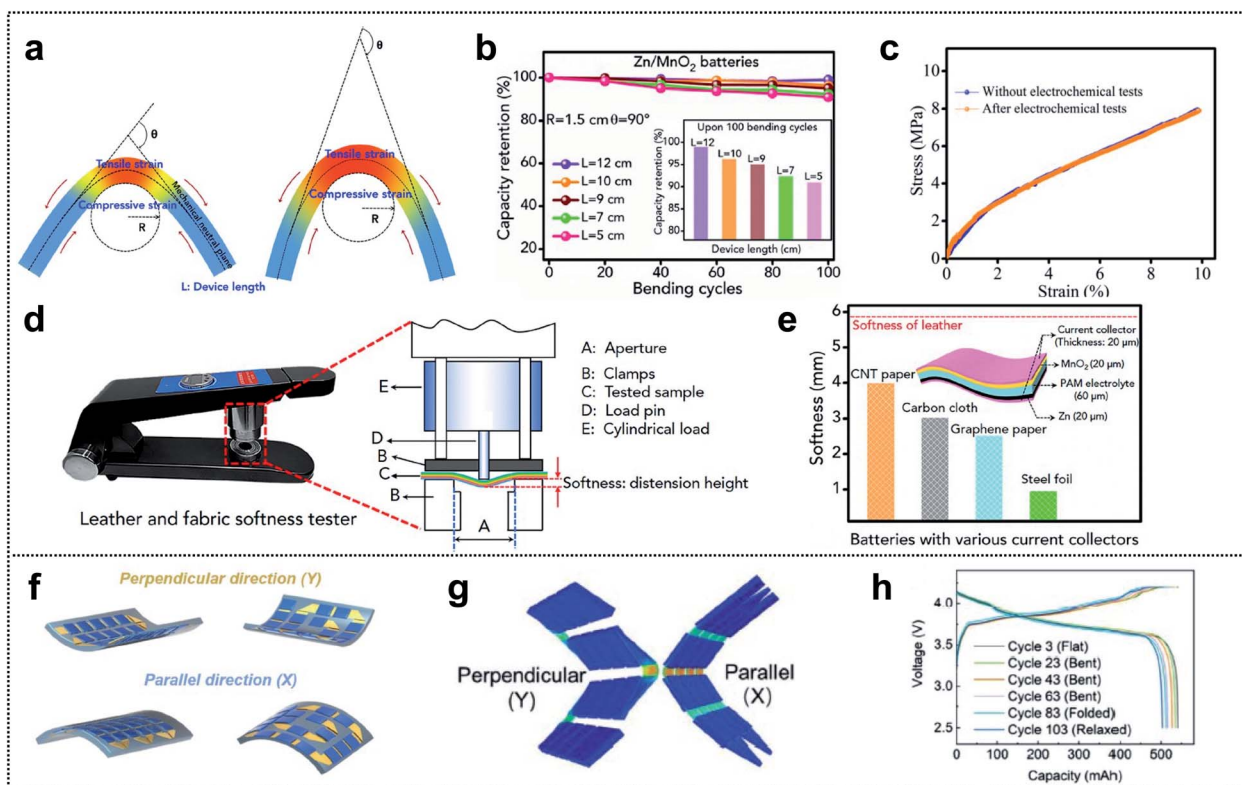 a
θ
Tensile strain
Compressive strain
R
Mechanical neutral plane
L: Device length
θ
Tensile strain
Compressive strain
R
b
Zn/MnO₂ batteries
Capacity retention (%)
100
80
60
40
20
R=1.5 cm θ=90°
L=12 cm
L=10 cm
L=9 cm
L=7 cm
L=5 cm
Upon 100 bending cycles
Capacity retention (%)
100
95
90
85
80
L=12
L=10
L=9
L=7
L=5
Device length (cm)
0 20 40 60 80 100
Bending cycles
c
Stress (MPa)
10
8
6
4
2
0
Without electrochemical tests
After electrochemical tests
0 2 4 6 8 10
Strain (%)
d
Leather and fabric softness tester
E
D
B
C
B
A
A: Aperture
B: Clamps
C: Tested sample
D: Load pin
E: Cylindrical load
Softness: distension height
e
Softness (mm)
6
5
4
3
2
1
Softness of leather
CNT paper
Carbon cloth
Graphene paper
Steel foil
Current collector
(Thickness: 20 μm)
MnO₂ (20 μm)
PAM electrolyte
(60 μm)
Zn (20 μm)
Batteries with various current collectors
f
Perpendicular direction (Y)
Parallel direction (X)
g
Perpendicular
(Y)
Parallel
(X)
h
Voltage (V)
4.0
3.5
3.0
2.5
Cycle 3 (Flat)
Cycle 23 (Bent)
Cycle 43 (Bent)
Cycle 63 (Bent)
Cycle 83 (Folded)
Cycle 103 (Relaxed)
0 100 200 300 400 500
Capacity (mAh)